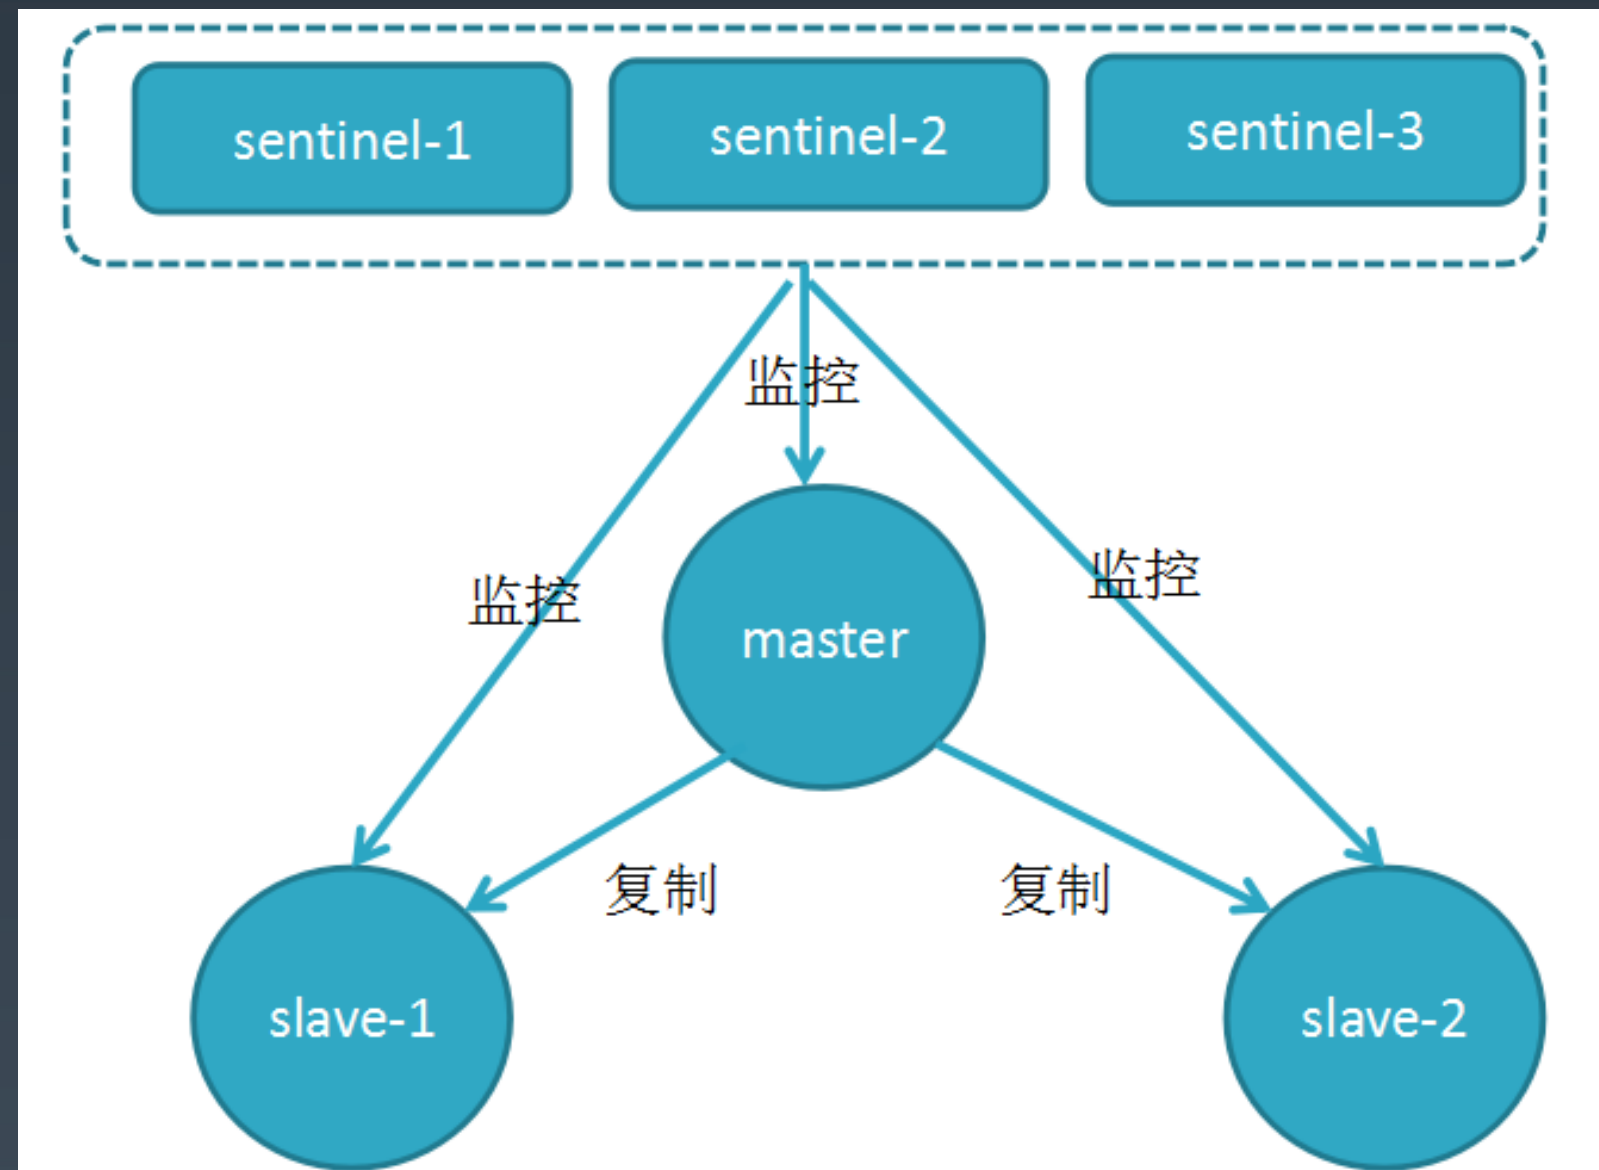 sentinel-1
sentinel-2
sentinel-3
监控
监控
监控
master
复制
复制
slave-1
slave-2